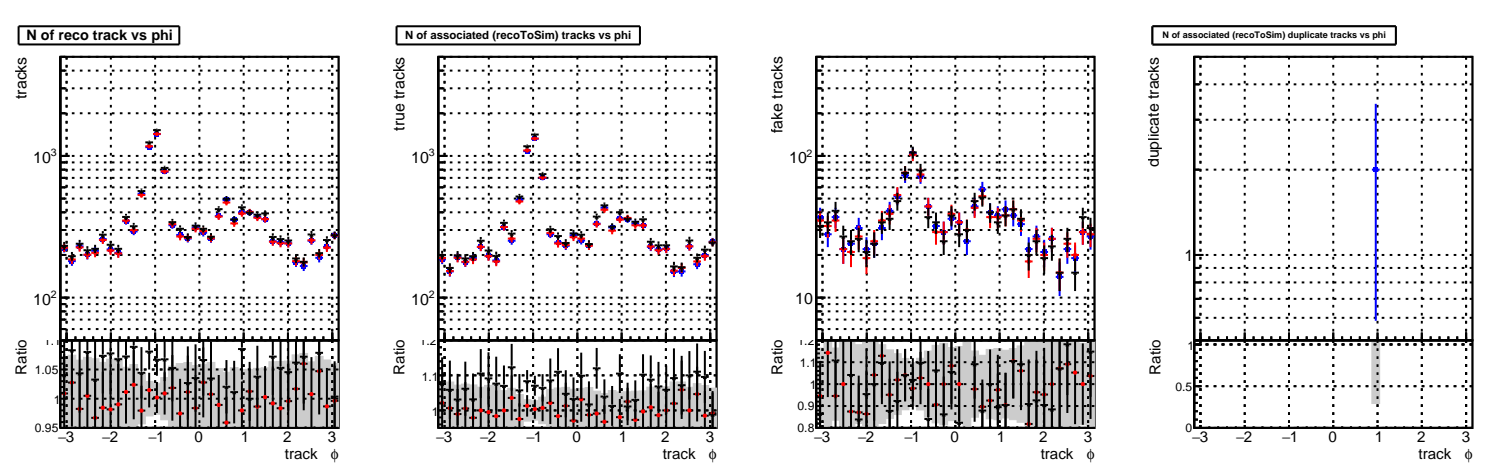 N of reco track vs phi
tracks
10³
10²
Ratio
1.05
1
0.95
−3 −2 −1 0 1 2 3
track φ
N of associated (recoToSim) tracks vs phi
true tracks
10³
10²
Ratio
1.2
1.1
1
−3 −2 −1 0 1 2 3
track φ
fake tracks
10²
10
Ratio
1.2
1.1
1
0.9
0.8
−3 −2 −1 0 1 2 3
track φ
N of associated (recoToSim) duplicate tracks vs phi
duplicate tracks
1
Ratio
1
0.5
0
−3 −2 −1 0 1 2 3
track φ